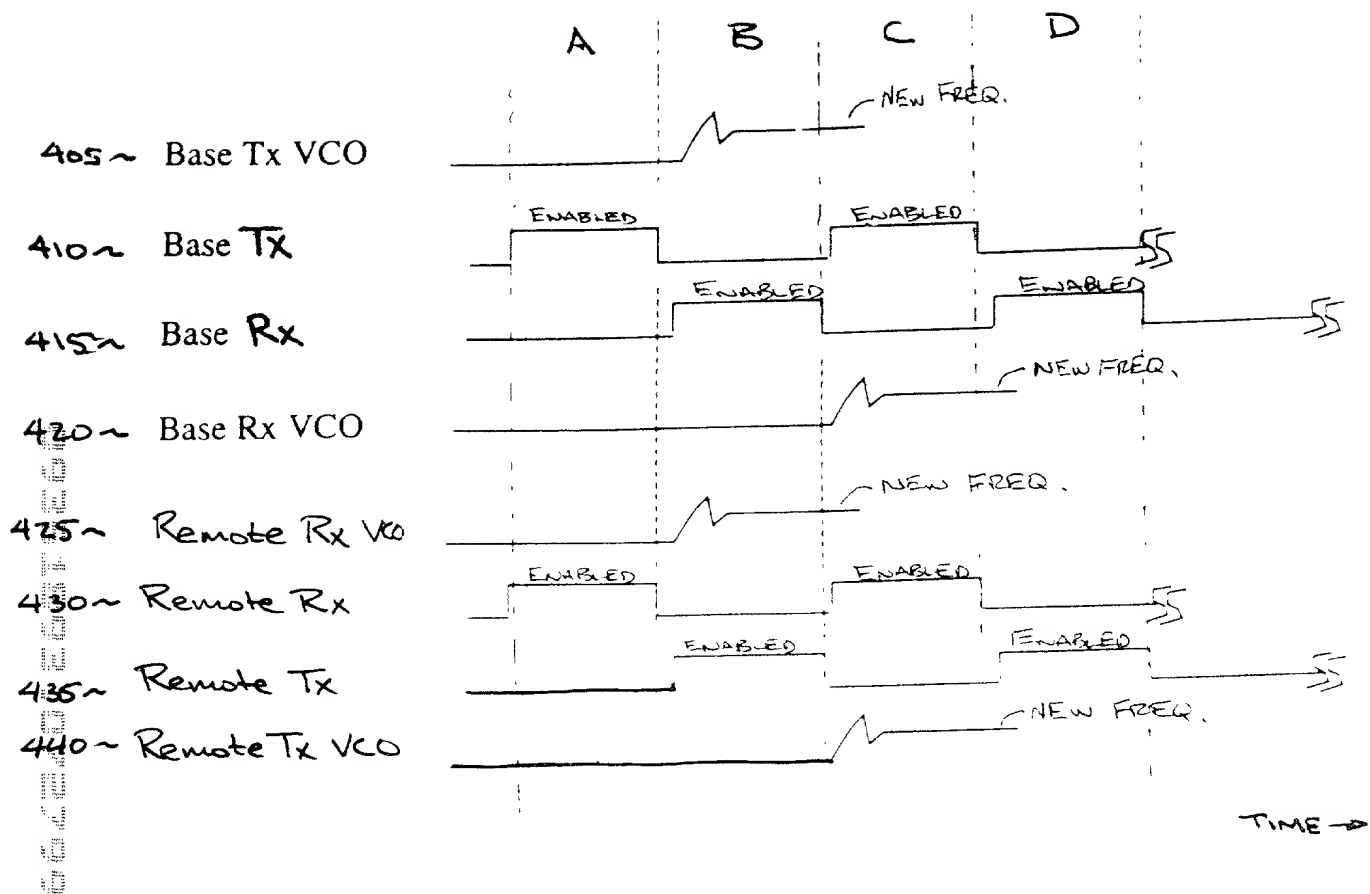 A B C D
NEW FREQ.
405~ Base Tx VCO
ENABLED ENABLED
410~ Base Tx
ENABLED ENABLED
415~ Base Rx
NEW FREQ.
420~ Base Rx VCO
NEW FREQ.
425~ Remote Rx VCO
ENABLED ENABLED
430~ Remote Rx
ENABLED ENABLED
435~ Remote Tx
NEW FREQ.
440~ Remote Tx VCO
TIME →